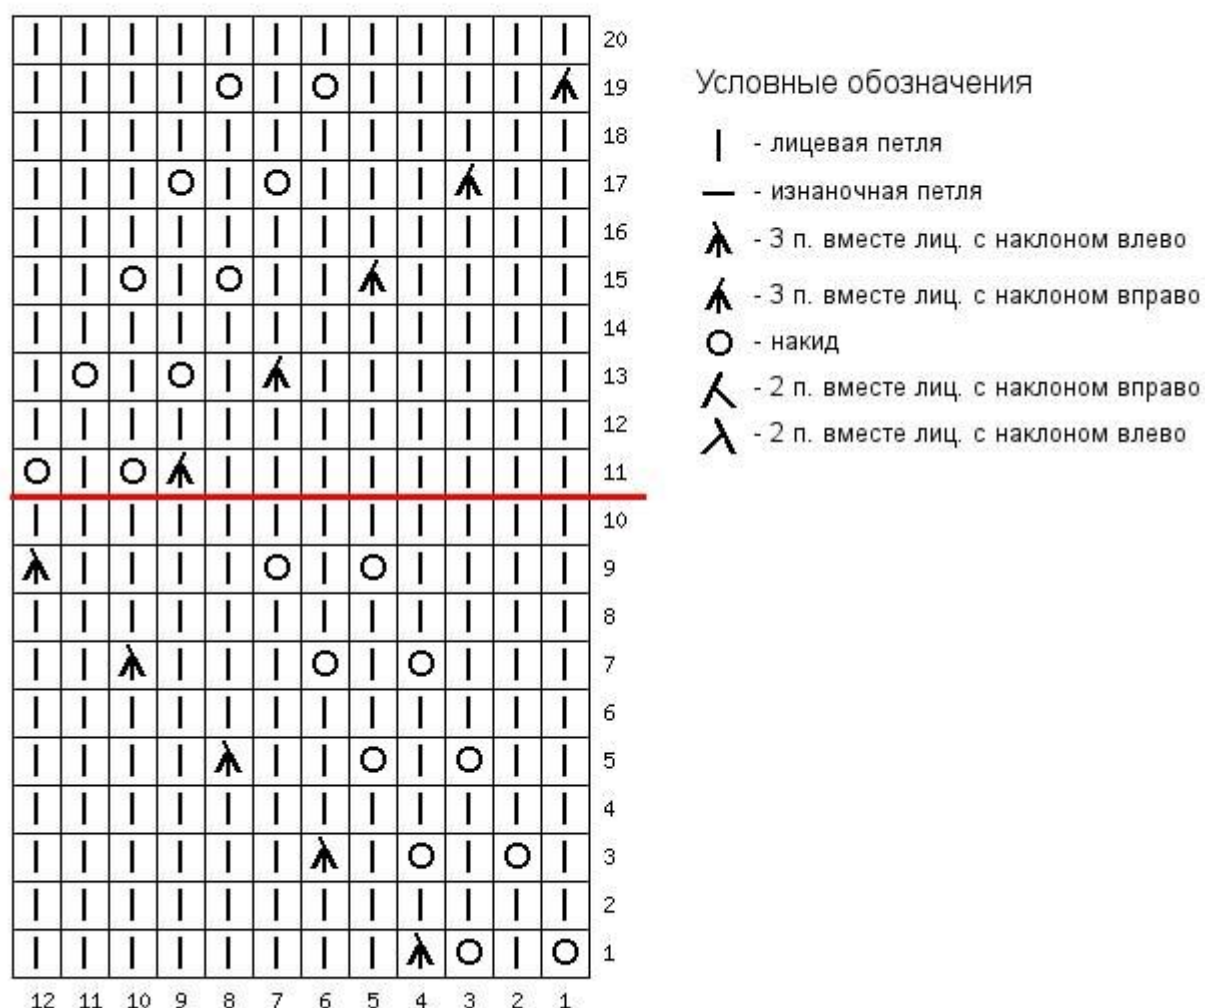 20
19
18
17
16
15
14
13
12
11
10
9
8
7
6
5
4
3
2
1
12 11 10 9 8 7 6 5 4 3 2 1
Условные обозначения
- лицевая петля
- изнаночная петля
- 3 п. вместе лиц. с наклоном влево
- 3 п. вместе лиц. с наклоном вправо
- накид
- 2 п. вместе лиц. с наклоном вправо
- 2 п. вместе лиц. с наклоном влево